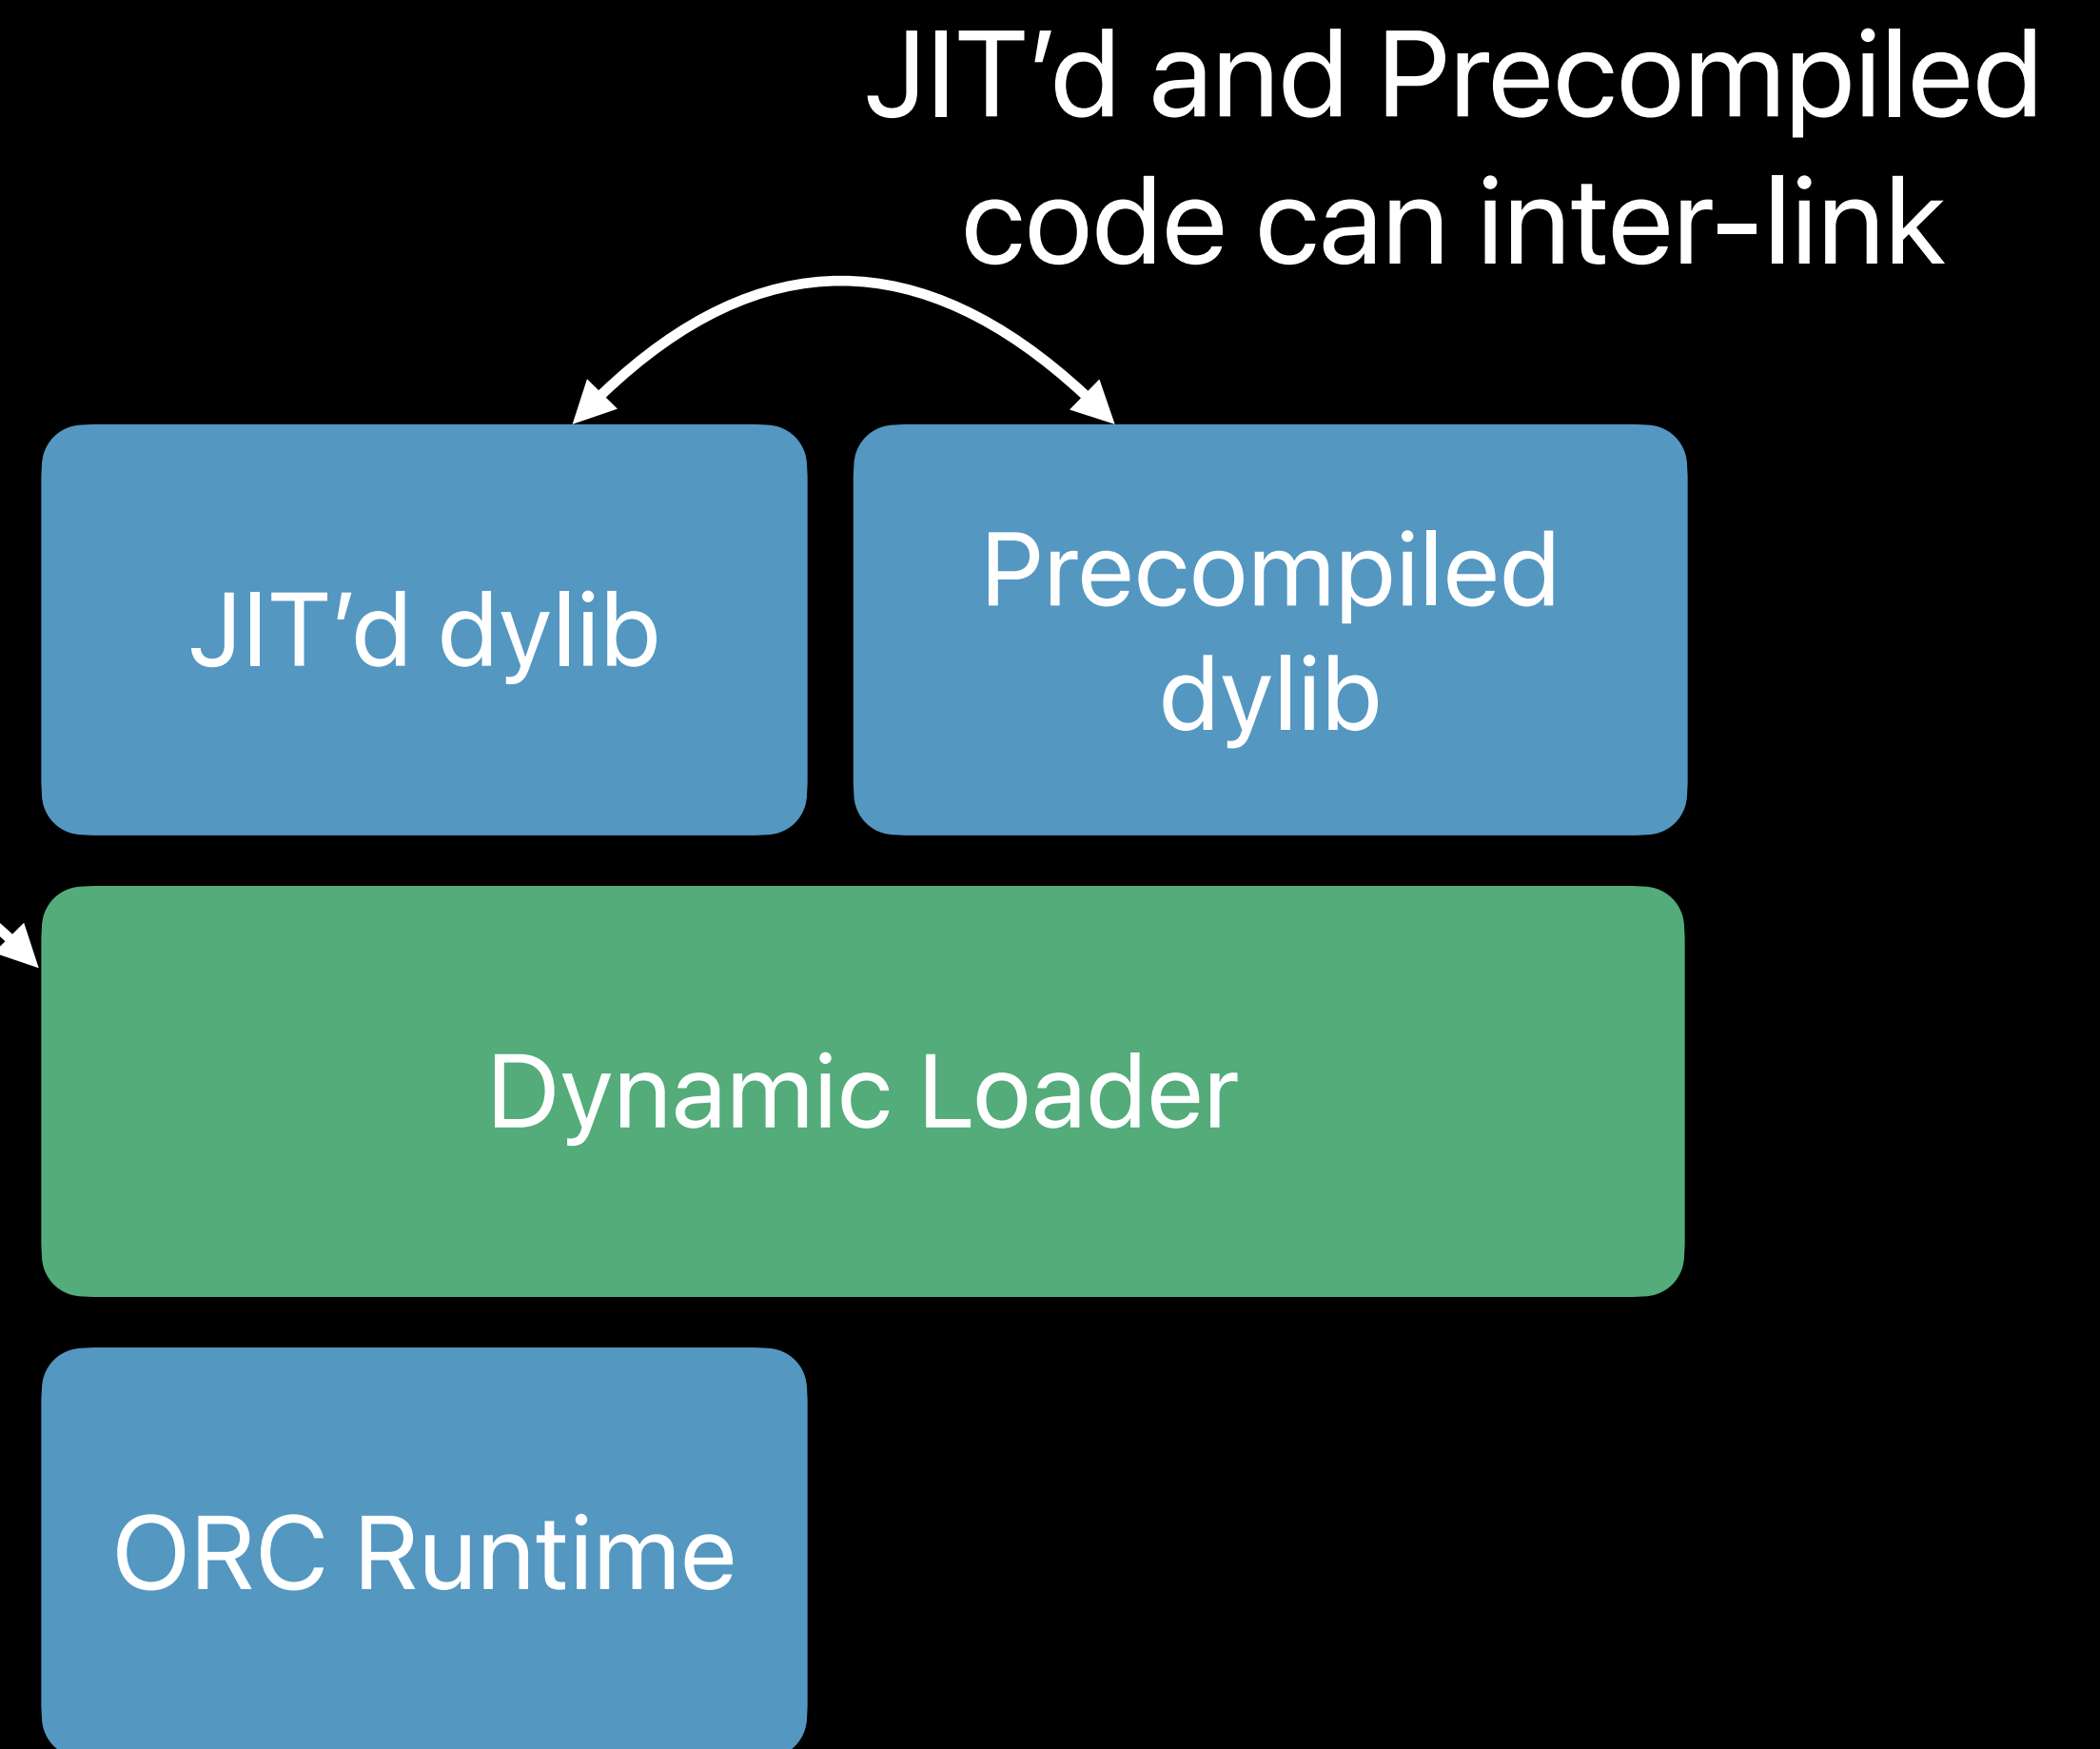 JIT’d and Precompiled
code can inter-link
JIT’d dylib
Precompiled
dylib
Dynamic Loader
ORC Runtime